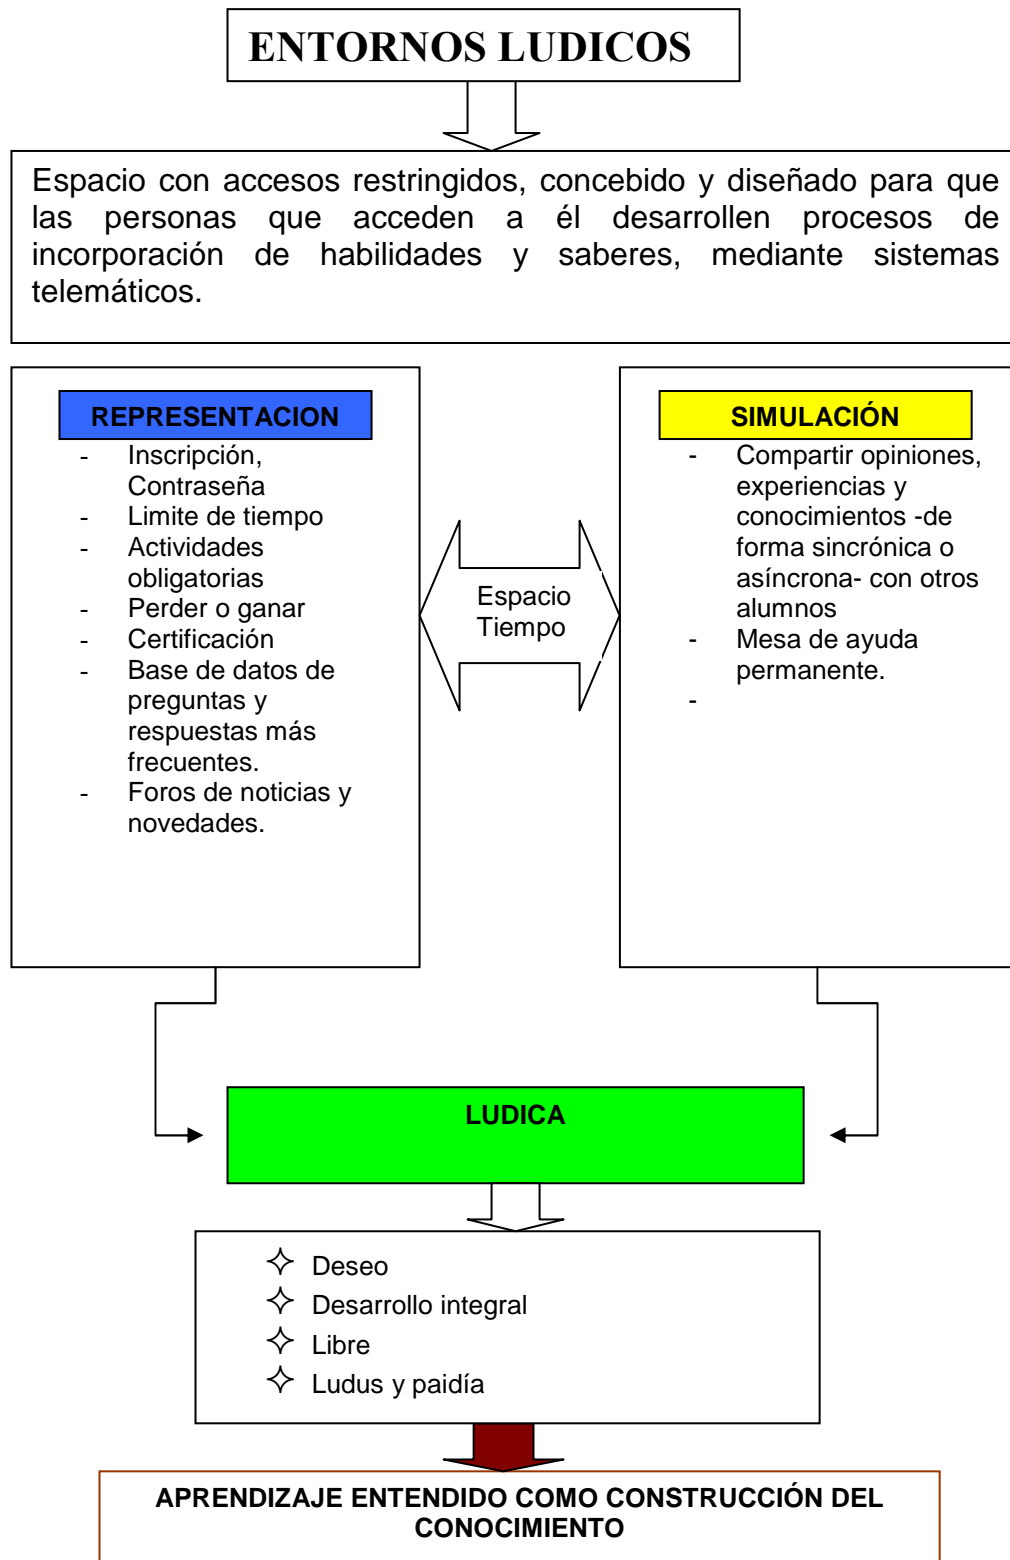 ENTORNOS LUDICOS
Espacio con accesos restringidos, concebido y diseñado para que
las personas que acceden a él desarrollen procesos de
incorporación de habilidades y saberes, mediante sistemas
telemáticos.
REPRESENTACION
- Inscripción,
Contraseña
- Limite de tiempo
- Actividades
obligatorias
- Perder o ganar
- Certificación
- Base de datos de
preguntas y
respuestas más
frecuentes.
- Foros de noticias y
novedades.
Espacio
Tiempo
SIMULACIÓN
- Compartir opiniones,
experiencias y
conocimientos -de
forma sincrónica o
asíncrona- con otros
alumnos
- Mesa de ayuda
permanente.
-
LUDICA
✧ Deseo
✧ Desarrollo integral
✧ Libre
✧ Ludus y paidía
APRENDIZAJE ENTENDIDO COMO CONSTRUCCIÓN DEL
CONOCIMIENTO